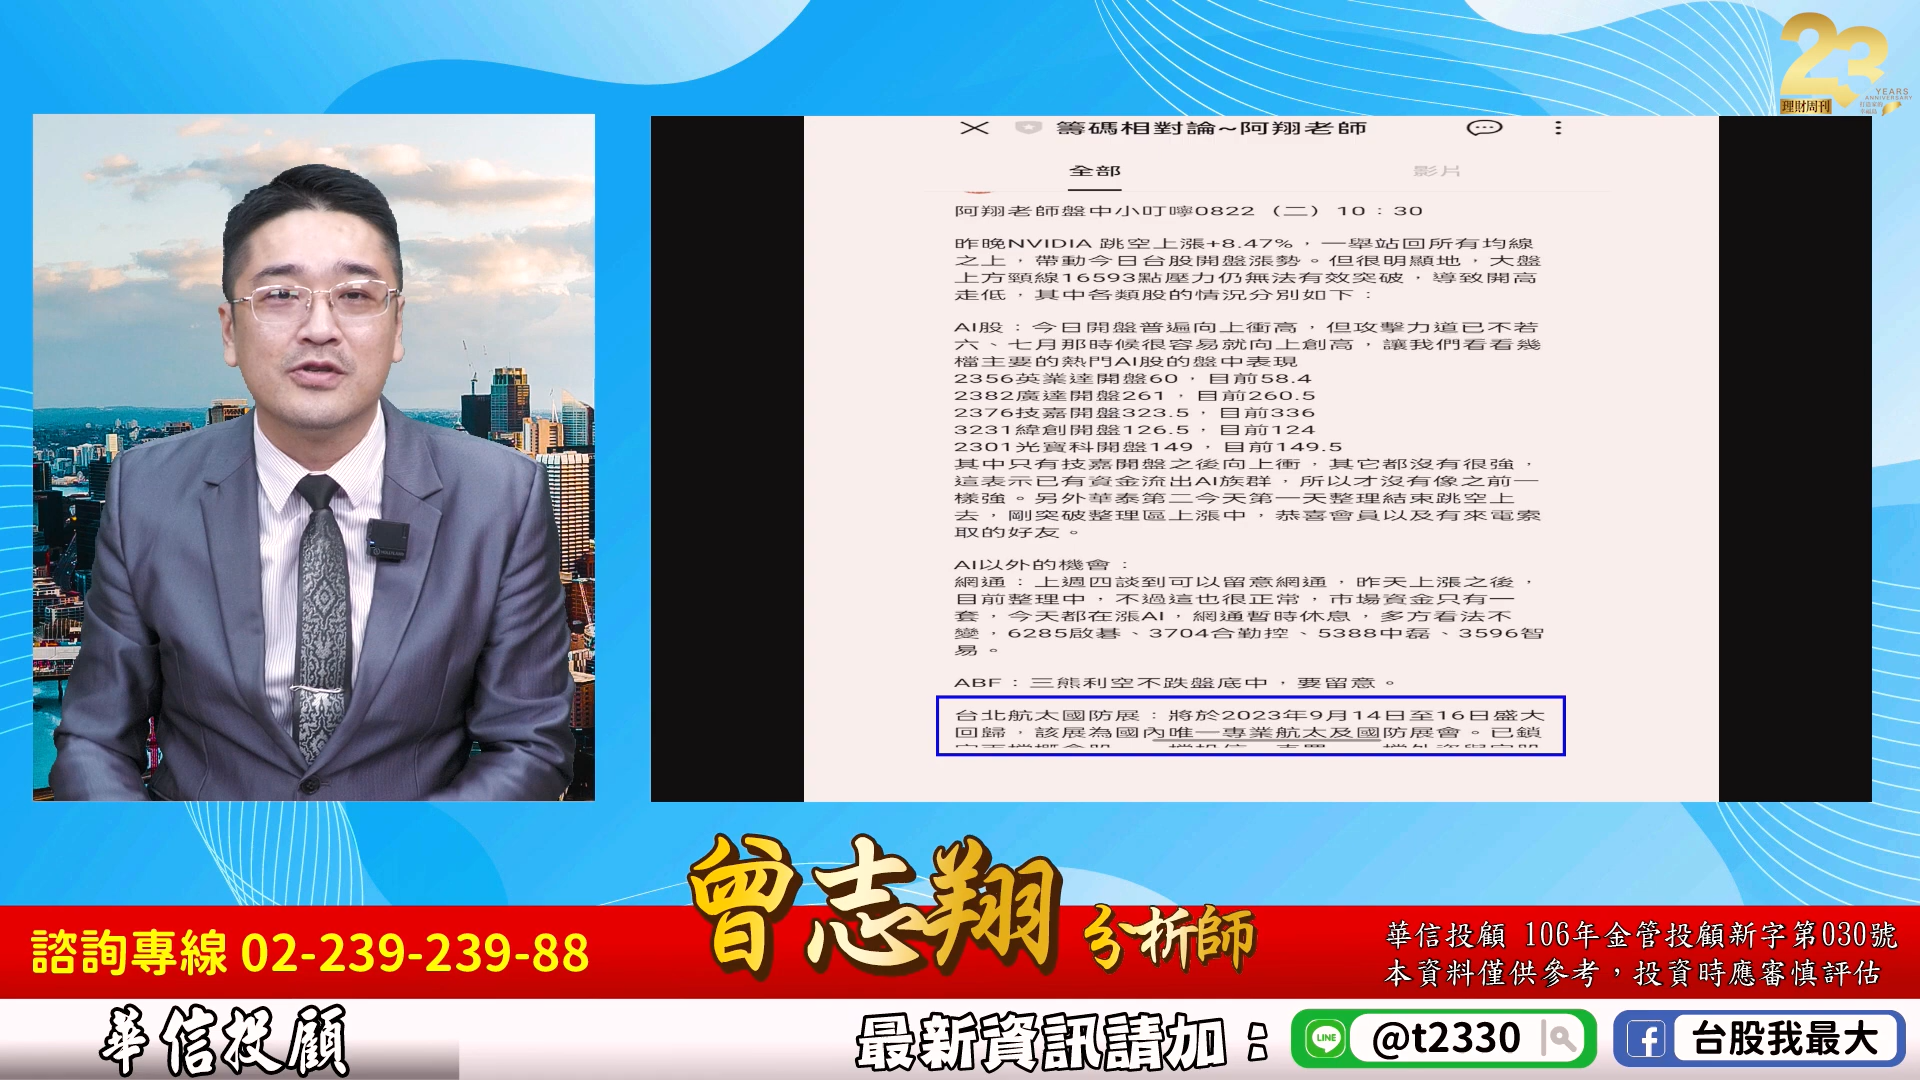 23
YEARS
ANNIVERSARY
理財周刊
籌碼相對論~阿翔老師
全部
影片
阿翔老師盤中小叮嚀0822（二）10：30
昨晚NVIDIA 跳空上漲+8.47%，一舉站回所有均線
之上，帶動今日台股開盤漲勢。但很明顯地，大盤
上方頸線16593點壓力仍無法有效突破，導致開高
走低，其中各類股的情況分別如下：
AI股：今日開盤普遍向上衝高，但攻擊力道已不若
六、七月那時候很容易就向上創高，讓我們看看幾
檔主要的熱門AI股的盤中表現
2356英業達開盤60，目前58.4
2382廣達開盤261，目前260.5
2376技嘉開盤323.5，目前336
3231緯創開盤126.5，目前124
2301光寶科開盤149，目前149.5
其中只有技嘉開盤之後向上衝，其它都沒有很強，
這表示已有資金流出AI族群，所以才沒有像之前一
樣強。另外華泰第二今天第一天整理結束跳空上
去，剛突破整理區上漲中，恭喜會員以及有來電索
取的好友。
AI以外的機會：
網通：上週四談到可以留意網通，昨天上漲之後，
目前整理中，不過這也很正常，市場資金只有一
套，今天都在漲AI，網通暫時休息，多方看法不
變，6285啟碁、3704合勤控、5388中磊、3596智
易。
ABF：三熊利空不跌盤底中，要留意。
台北航太國防展：將於2023年9月14日至16日盛大
回歸，該展為國內唯一專業航太及國防展會。已鎖
曾志翔 分析師
諮詢專線 02-239-239-88
華信投顧 106年金管投顧新字第030號
本資料僅供參考，投資時應審慎評估
華信投顧
最新資訊請加：
LINE
@t2330
台股我最大